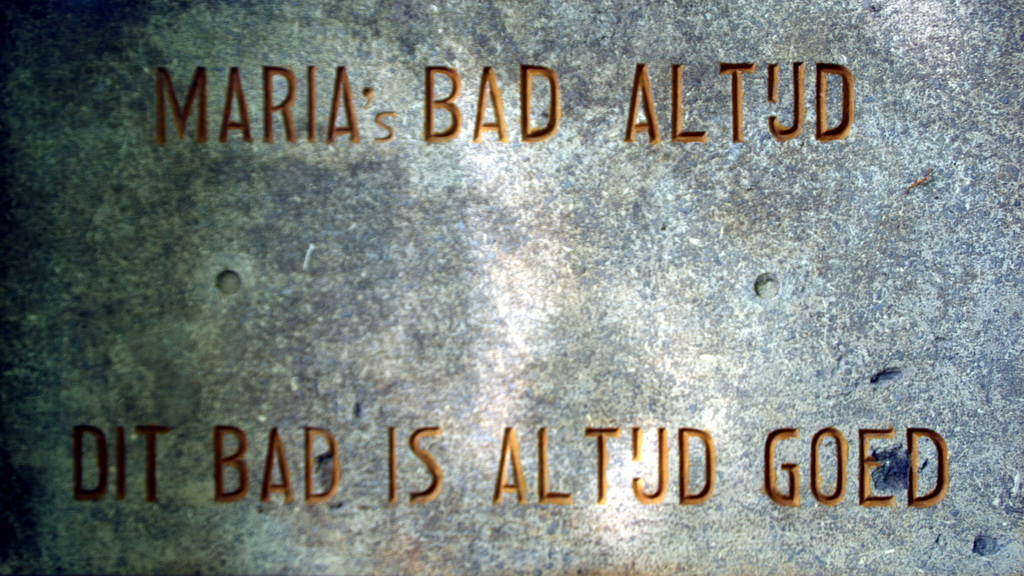 MARIA's BAD ALTIJD
DIT BAD IS ALTIJD GOED